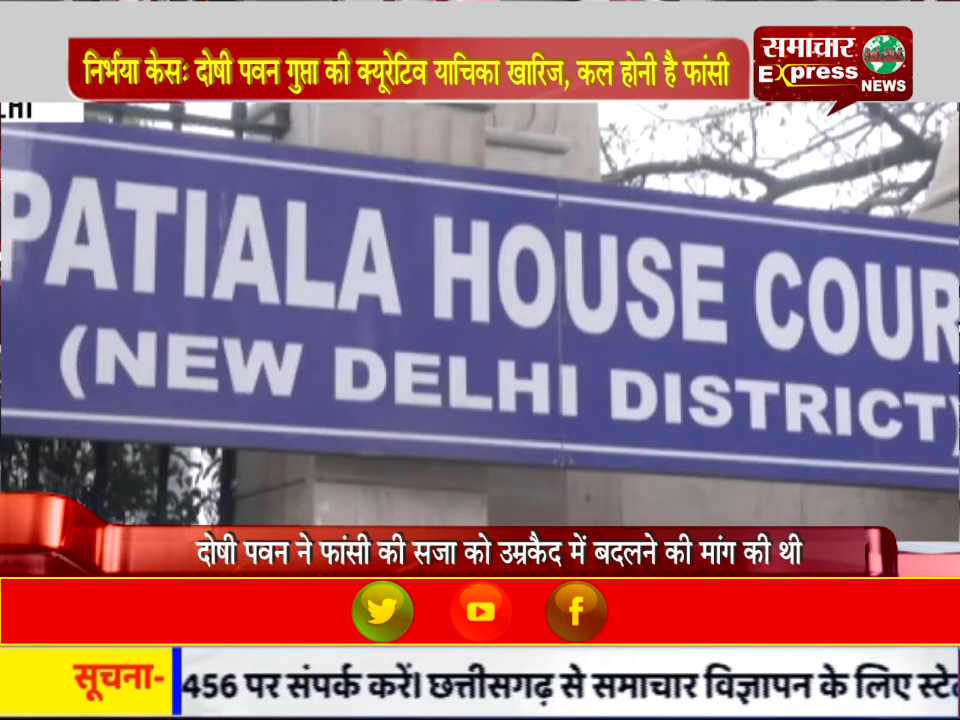 निर्भया केसः दोषी पवन गुप्ता की क्यूरेटिव याचिका खारिज, कल होनी है फांसी
समाचार
Express
NEWS
LHI
PATIALA HOUSE COUR
(NEW DELHI DISTRICT)
दोषी पवन ने फांसी की सजा को उम्रकैद में बदलने की मांग की थी
सूचना- 456 पर संपर्क करें। छत्तीसगढ़ से समाचार विज्ञापन के लिए